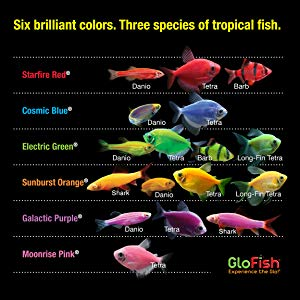 Six brilliant colors. Three species of tropical fish.
Starfire Red®
Danio Tetra Barb
Cosmic Blue®
Danio Tetra
Electric Green®
Danio Tetra Barb Long-Fin Tetra
Sunburst Orange®
Shark Danio Tetra Long-Fin Tetra
Galactic Purple®
Danio Tetra Shark
Moonrise Pink®
Tetra
GloFish®
Experience the Glo!®